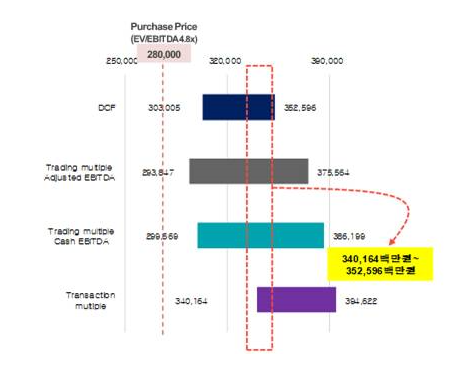 Purchase Price
(EV/EBITDA4.8x)
280,000
250,000 320,000 390,000
DCF 303,005 352,596
Trading multiple
Adjusted EBITDA 293,847 375,564
Trading multiple
Cash EBITDA 299,569 386,199
340,164백만원~
352,596백만원
Transaction
multiple 340,164 394,622